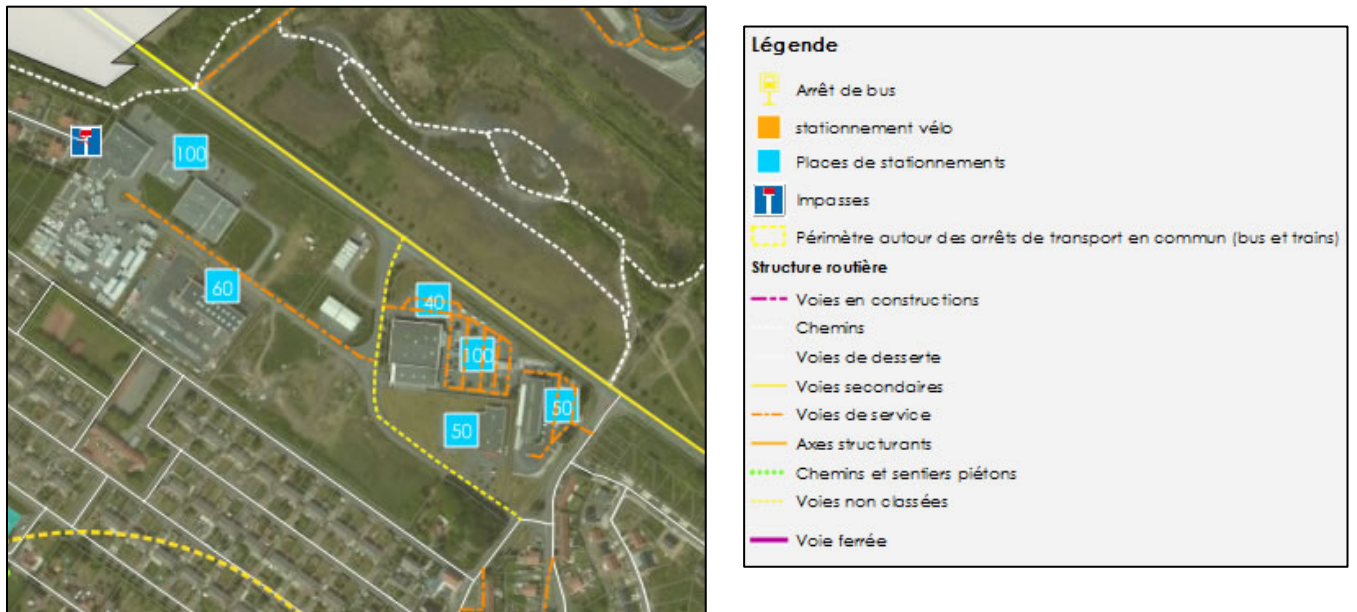 100
60
40
100
50
50
Légende
Arrêt de bus
stationnement vélo
Places de stationnements
Impasses
Périmètre autour des arrêts de transport en commun (bus et trains)
Structure routière
Voies en constructions
Chemins
Voies de desserte
Voies secondaires
Voies de service
Axes structurants
Chemins et sentiers piétons
Voies non classées
Voie ferrée